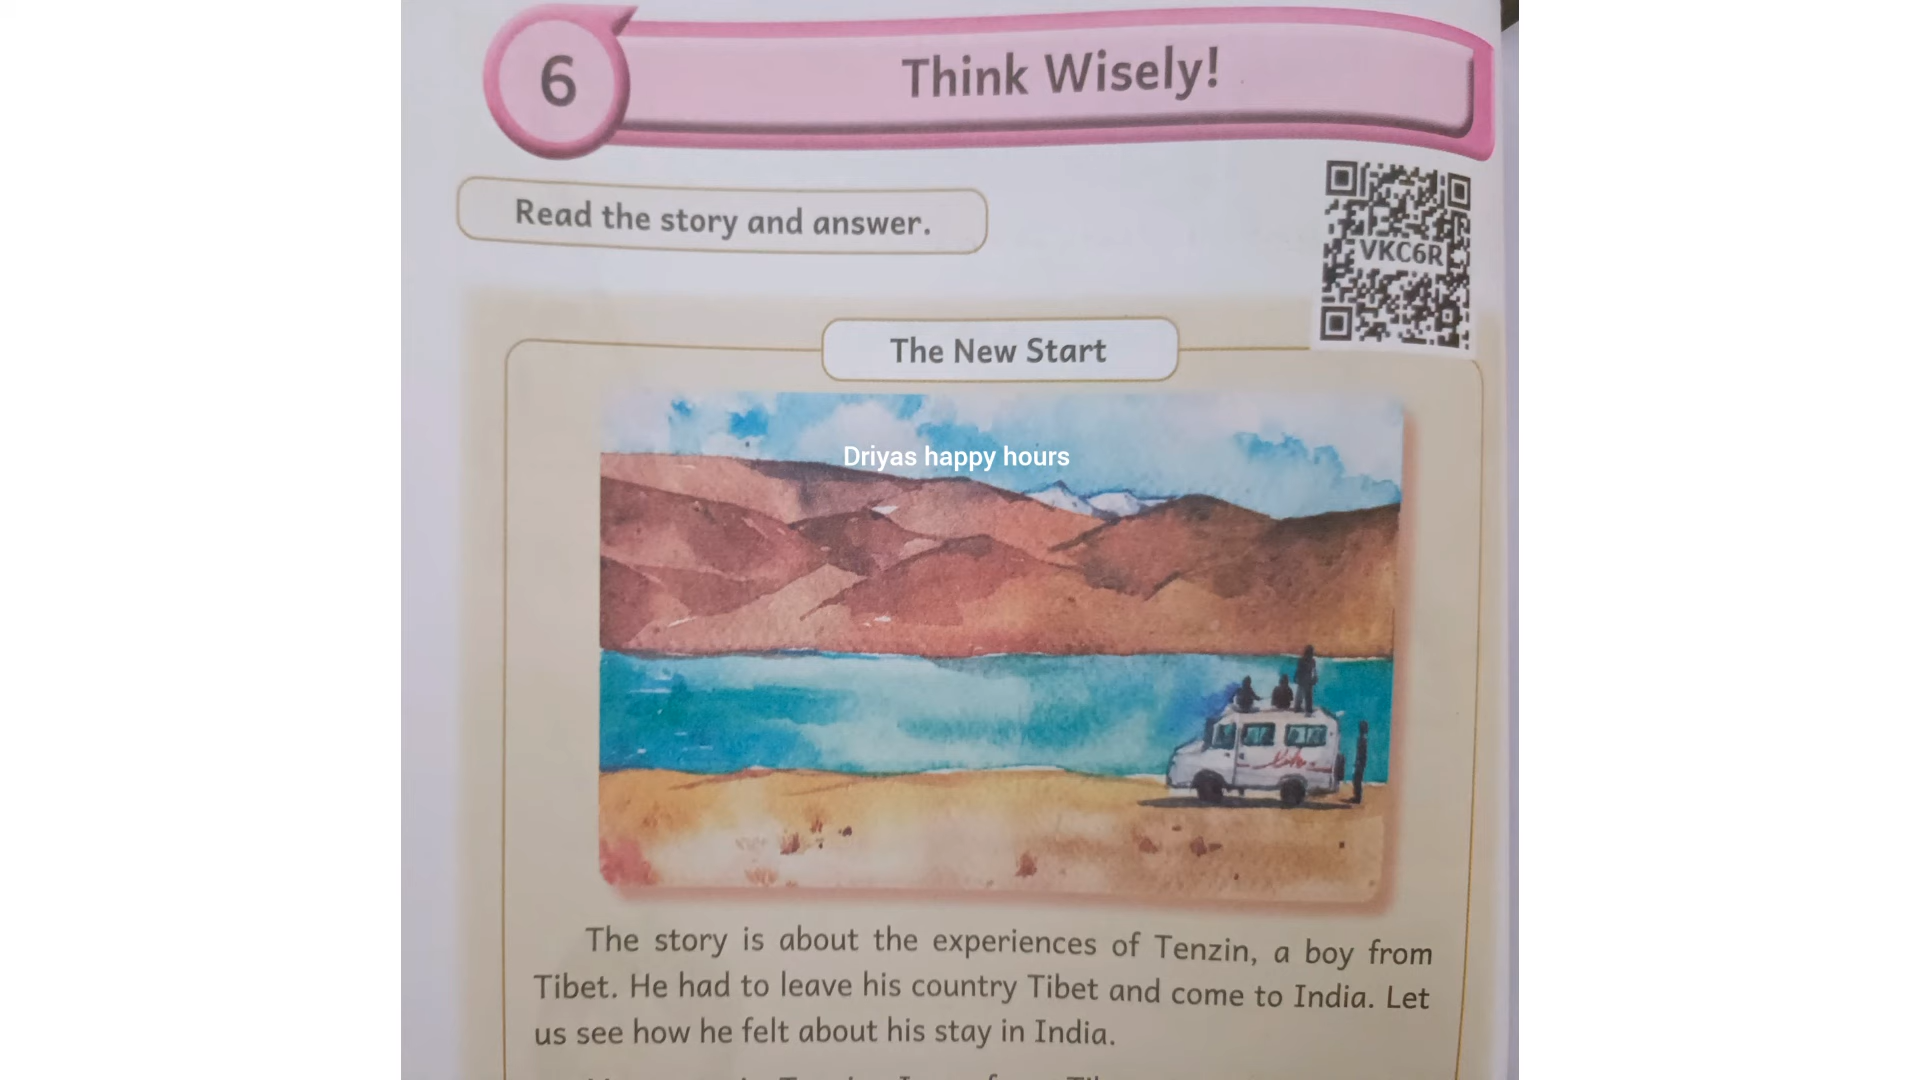 6
Think Wisely!
Read the story and answer.
VKC6R
The New Start
Driyas happy hours
The story is about the experiences of Tenzin, a boy from
Tibet. He had to leave his country Tibet and come to India. Let
us see how he felt about his stay in India.